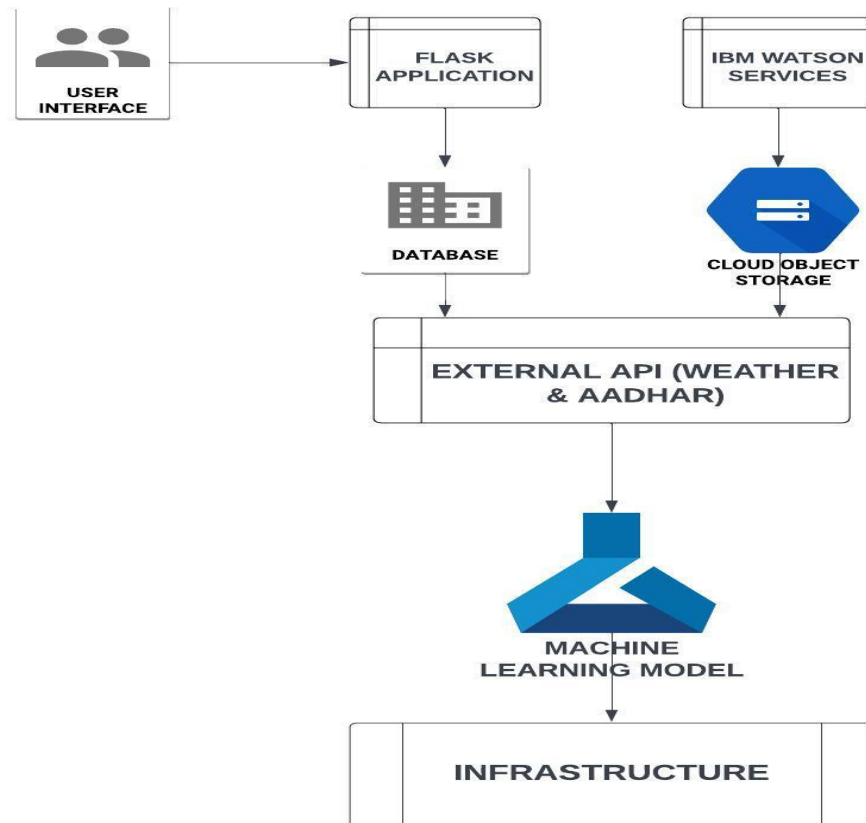 USER
INTERFACE
FLASK
APPLICATION
IBM WATSON
SERVICES
DATABASE
CLOUD OBJECT
STORAGE
EXTERNAL API (WEATHER
& AADHAR)
MACHINE
LEARNING MODEL
INFRASTRUCTURE